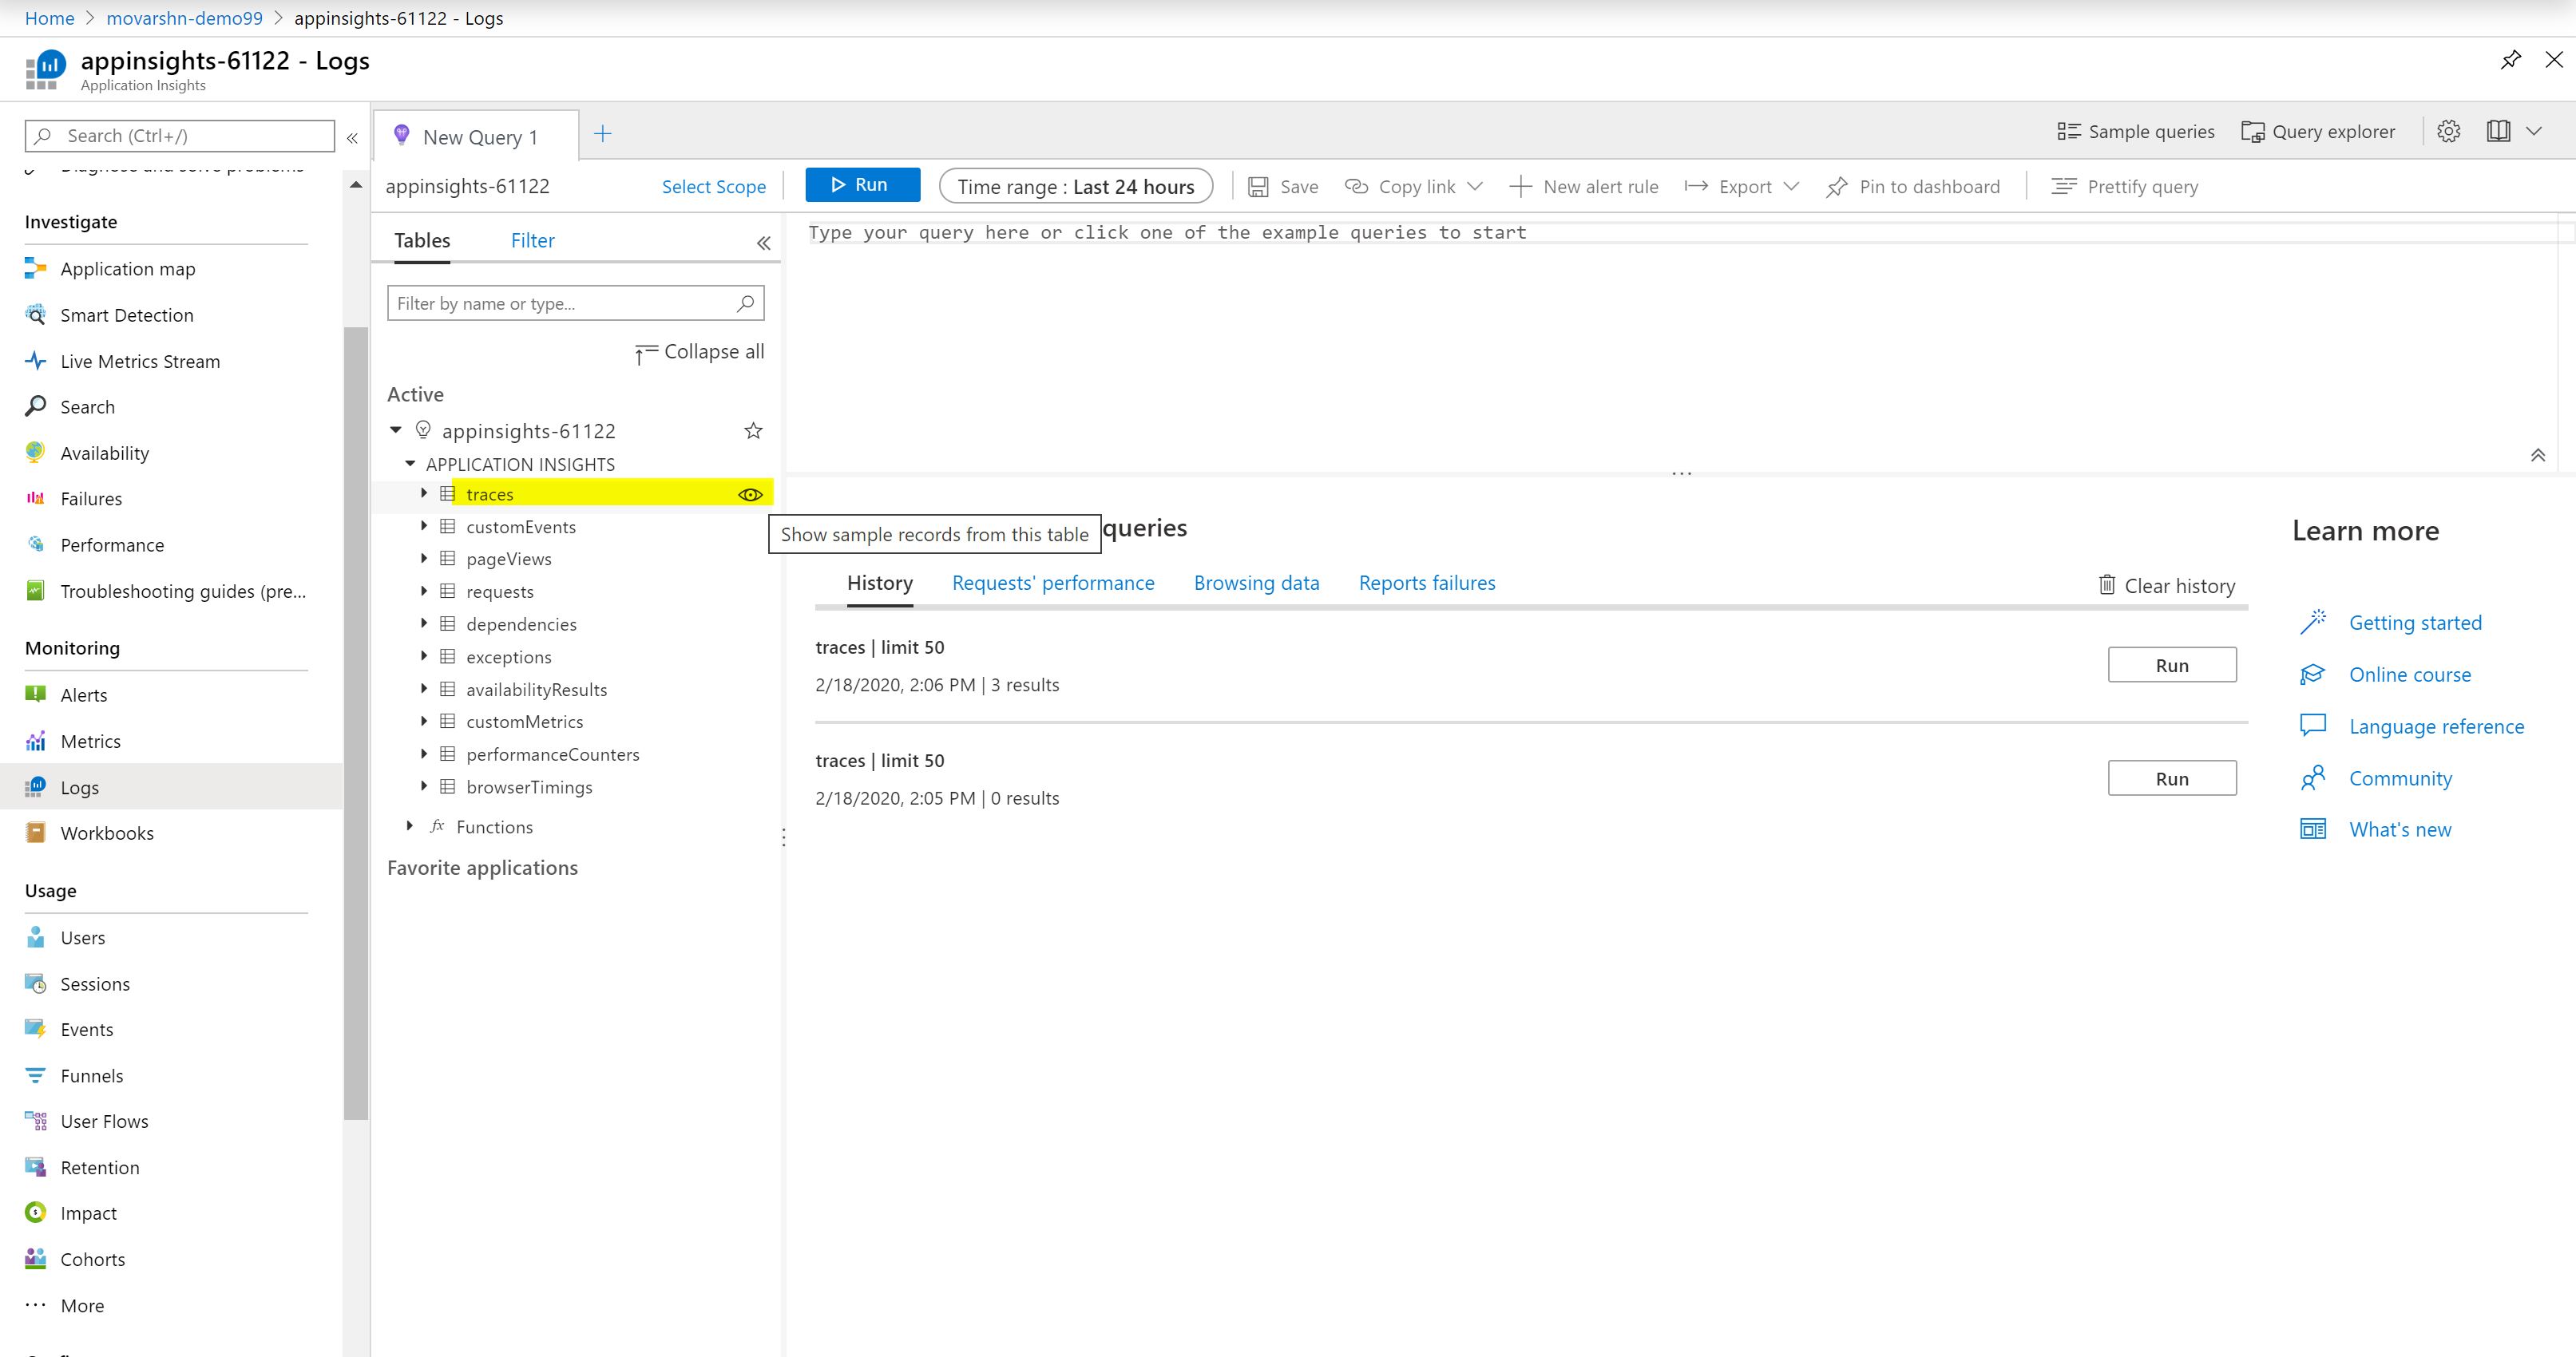 Home > movarshn-demo99 > appinsights-61122 - Logs
appinsights-61122 - Logs
Application Insights
Search (Ctrl+/)
Investigate
Application map
Smart Detection
Live Metrics Stream
Search
Availability
Failures
Performance
Troubleshooting guides (pre...
Monitoring
Alerts
Metrics
Logs
Workbooks
Usage
Users
Sessions
Events
Funnels
User Flows
Retention
Impact
Cohorts
More
New Query 1
Sample queries
Query explorer
appinsights-61122
Select Scope
Run
Time range : Last 24 hours
Save
Copy link
New alert rule
Export
Pin to dashboard
Prettify query
Tables
Filter
Filter by name or type...
Collapse all
Active
appinsights-61122
APPLICATION INSIGHTS
traces
customEvents
pageViews
requests
dependencies
exceptions
availabilityResults
customMetrics
performanceCounters
browserTimings
fx Functions
Favorite applications
Type your query here or click one of the example queries to start
Show sample records from this table
queries
History
Requests' performance
Browsing data
Reports failures
Clear history
traces | limit 50
2/18/2020, 2:06 PM | 3 results
Run
traces | limit 50
2/18/2020, 2:05 PM | 0 results
Run
Learn more
Getting started
Online course
Language reference
Community
What's new